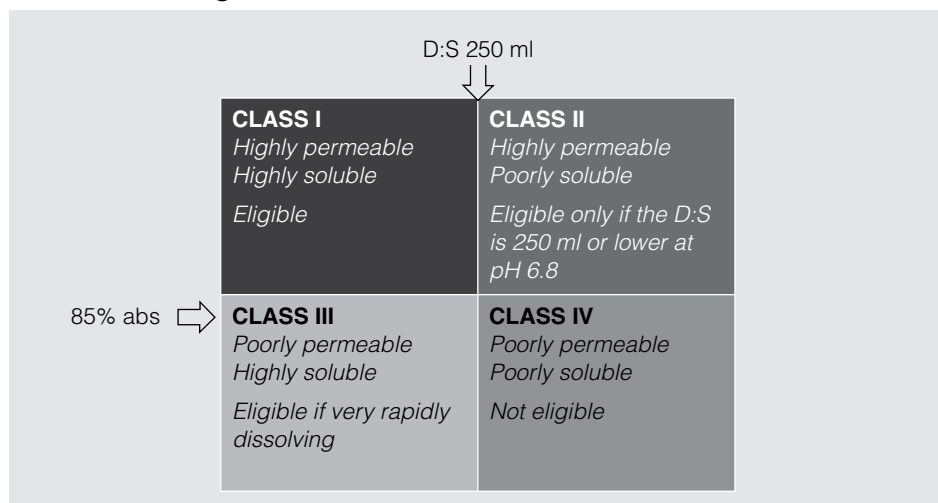 D:S 250 ml
CLASS I
Highly permeable
Highly soluble
Eligible
CLASS II
Highly permeable
Poorly soluble
Eligible only if the D:S
is 250 ml or lower at
pH 6.8
85% abs
CLASS III
Poorly permeable
Highly soluble
Eligible if very rapidly
dissolving
CLASS IV
Poorly permeable
Poorly soluble
Not eligible